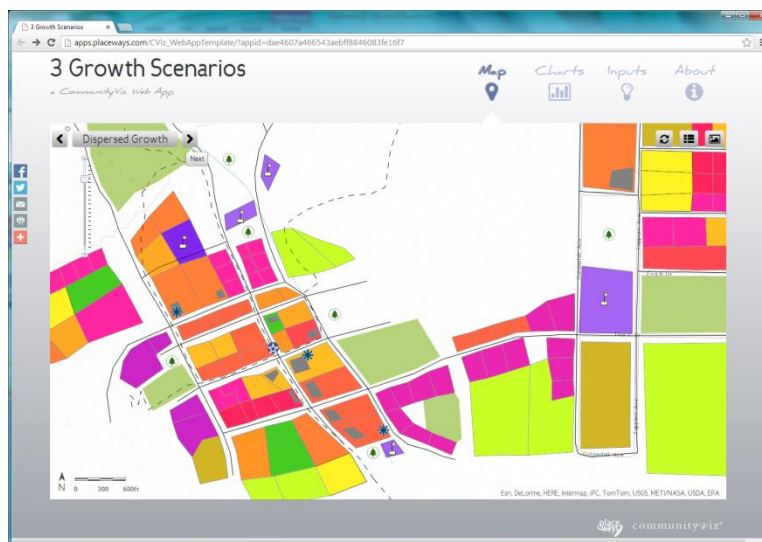 3 Growth Scenarios
apps.placeways.com/CViz_WebAppTemplate/?appid=dae4607a466543aebff8846083fe16f7
3 Growth Scenarios
a CommunityViz Web App
Map
Charts
Inputs
About
Dispersed Growth
Next
N 0 300 600ft
Esri, DeLorme, HERE, Intermap, iPC, TomTom, USGS, METI/NASA, USDA, EPA
placeways
communityviz